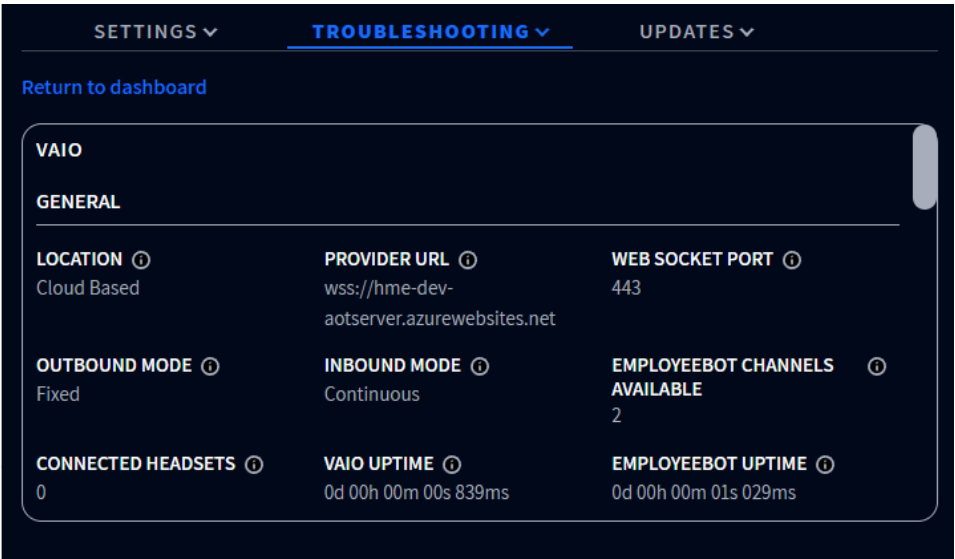 SETTINGS
TROUBLESHOOTING
UPDATES
Return to dashboard
VAIO
GENERAL
LOCATION
Cloud Based
PROVIDER URL
wss://hme-dev-
aotserver.azurewebsites.net
WEB SOCKET PORT
443
OUTBOUND MODE
Fixed
INBOUND MODE
Continuous
EMPLOYEEBOT CHANNELS
AVAILABLE
2
CONNECTED HEADSETS
0
VAIO UPTIME
0d 00h 00m 00s 839ms
EMPLOYEEBOT UPTIME
0d 00h 00m 01s 029ms